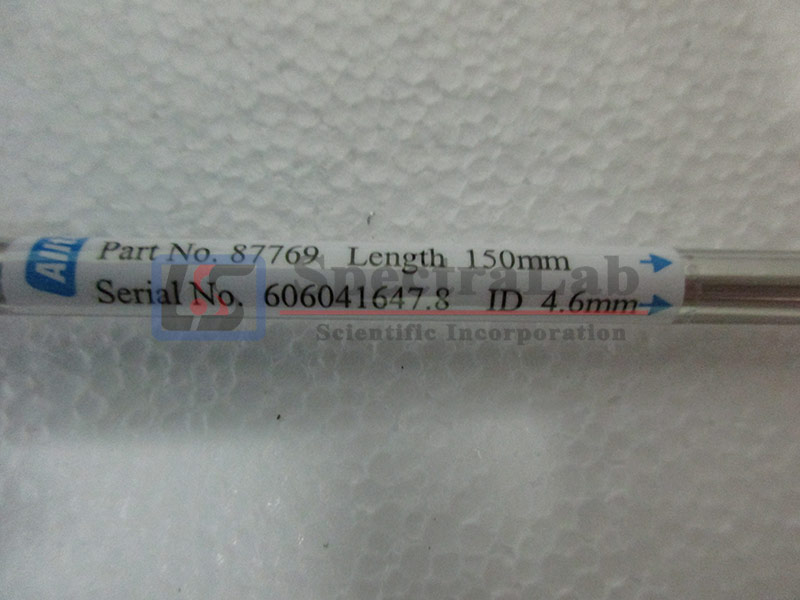 Part No. 87769 Length 150mm
Serial No. 606041647.8 ID 4.6mm
SpectraLab
Scientific Incorporation